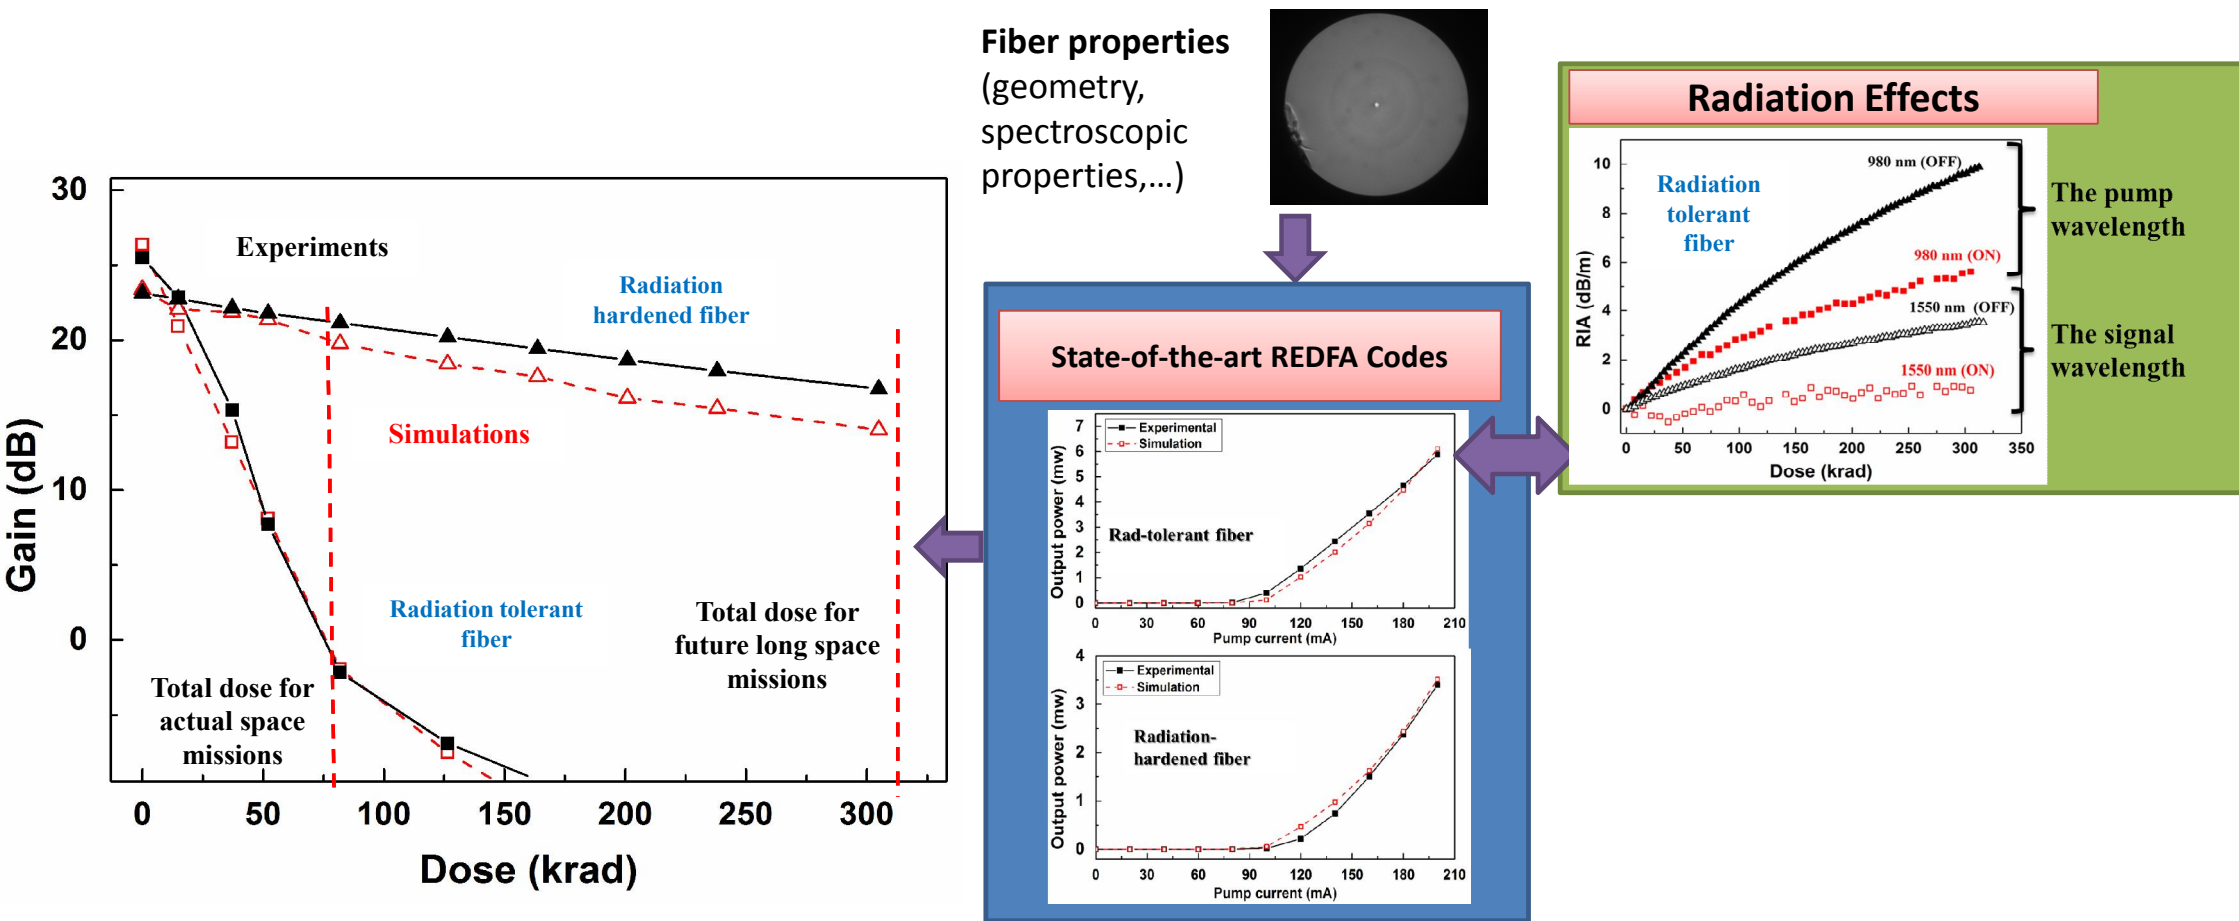 Fiber properties
(geometry,
spectroscopic
properties,...)
Radiation Effects
10
8
6
4
2
0
RIA (dB/m)
Radiation
tolerant
fiber
980 nm (OFF)
980 nm (ON)
1550 nm (OFF)
1550 nm (ON)
0 50 100 150 200 250 300 350
Dose (krad)
The pump
wavelength
The signal
wavelength
30
20
10
0
Gain (dB)
Experiments
Radiation
hardened fiber
Simulations
Radiation tolerant
fiber
Total dose for
actual space
missions
Total dose for
future long space
missions
0 50 100 150 200 250 300
Dose (krad)
State-of-the-art REDFA Codes
7
6
5
4
3
2
1
0
Output power (mw)
Experimental
Simulation
Rad-tolerant fiber
0 30 60 90 120 150 180 210
Pump current (mA)
4
3
2
1
0
Output power (mw)
Experimental
Simulation
Radiation-
hardened fiber
0 30 60 90 120 150 180 210
Pump current (mA)